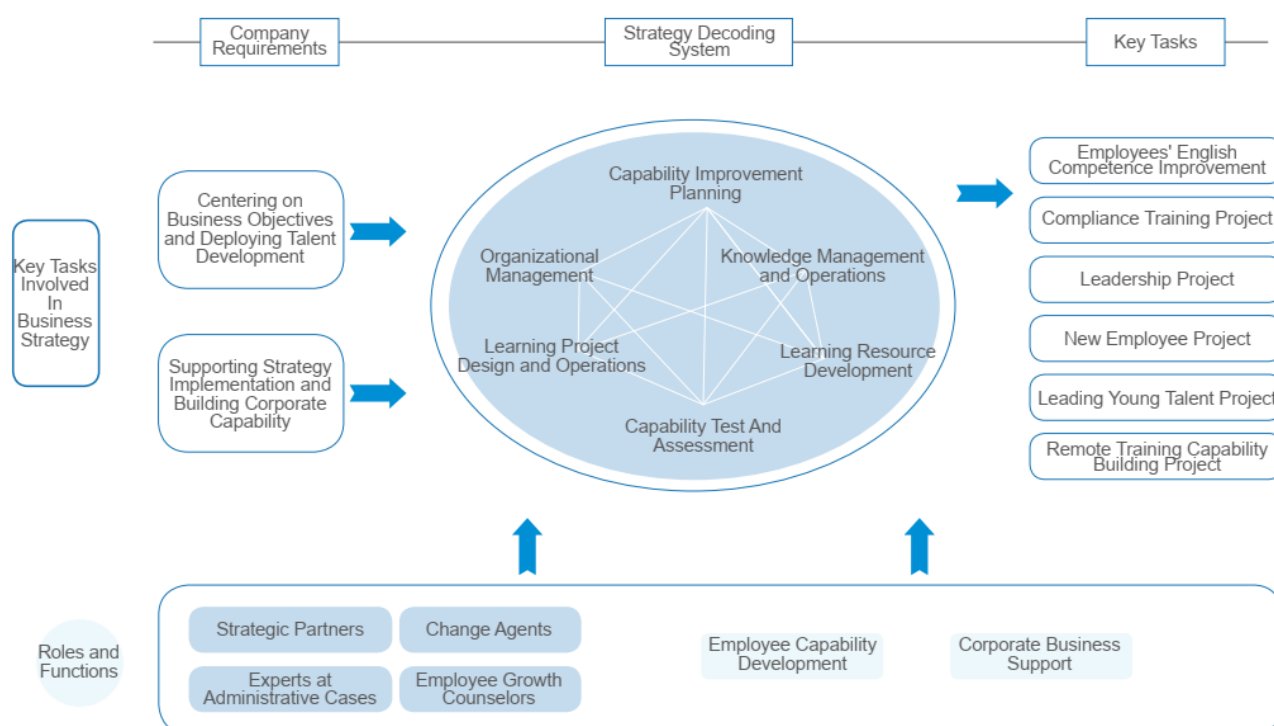 Company
Requirements
Strategy Decoding
System
Key Tasks
Key Tasks
Involved
In
Business
Strategy
Centering on
Business Objectives
and Deploying Talent
Development
Supporting Strategy
Implementation and
Building Corporate
Capability
Capability Improvement
Planning
Organizational
Management
Knowledge Management
and Operations
Learning Project
Design and Operations
Learning Resource
Development
Capability Test And
Assessment
Employees' English
Competence Improvement
Compliance Training Project
Leadership Project
New Employee Project
Leading Young Talent Project
Remote Training Capability
Building Project
Roles and
Functions
Strategic Partners
Change Agents
Experts at
Administrative Cases
Employee Growth
Counselors
Employee Capability
Development
Corporate Business
Support